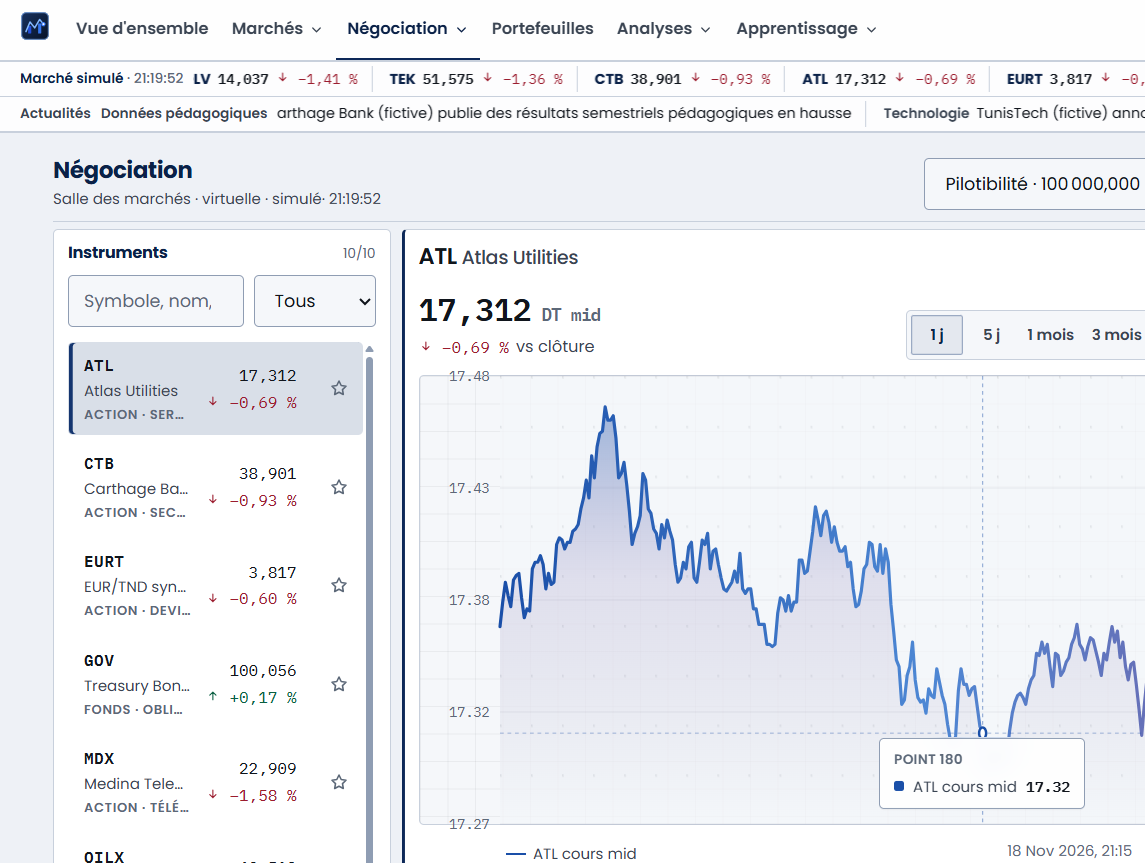 Vue d'ensemble Marchés Négociation Portefeuilles Analyses Apprentissage
Marché simulé · 21:19:52 LV 14,037 ↓ −1,41 % TEK 51,575 ↓ −1,36 % CTB 38,901 ↓ −0,93 % ATL 17,312 ↓ −0,69 % EURT 3,817 ↓ −0,
Actualités Données pédagogiques arthage Bank (fictive) publie des résultats semestriels pédagogiques en hausse Technologie TunisTech (fictive) anno
Négociation
Salle des marchés · virtuelle · simulé· 21:19:52
Pilotibilité · 100 000,000
Instruments 10/10
Symbole, nom,
Tous
ATL
Atlas Utilities
ACTION · SER…
17,312
↓ −0,69 %
CTB
Carthage Ba…
ACTION · SEC…
38,901
↓ −0,93 %
EURT
EUR/TND syn…
ACTION · DEVI…
3,817
↓ −0,60 %
GOV
Treasury Bon…
FONDS · OBLI…
100,056
↑ +0,17 %
MDX
Medina Tele…
ACTION · TÉLÉ…
22,909
↓ −1,58 %
OILX
ATL Atlas Utilities
17,312 DT mid
↓ −0,69 % vs clôture
1 j 5 j 1 mois 3 mois
17.48
17.43
17.38
17.32
17.27
POINT 180
ATL cours mid 17.32
ATL cours mid
18 Nov 2026, 21:15